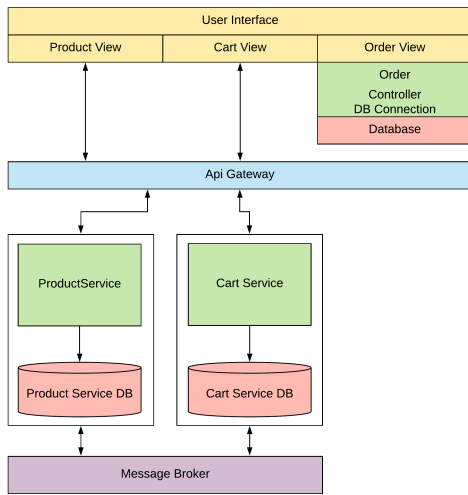 User Interface
Product View
Cart View
Order View
Order
Controller
DB Connection
Database
Api Gateway
ProductService
Cart Service
Product Service DB
Cart Service DB
Message Broker